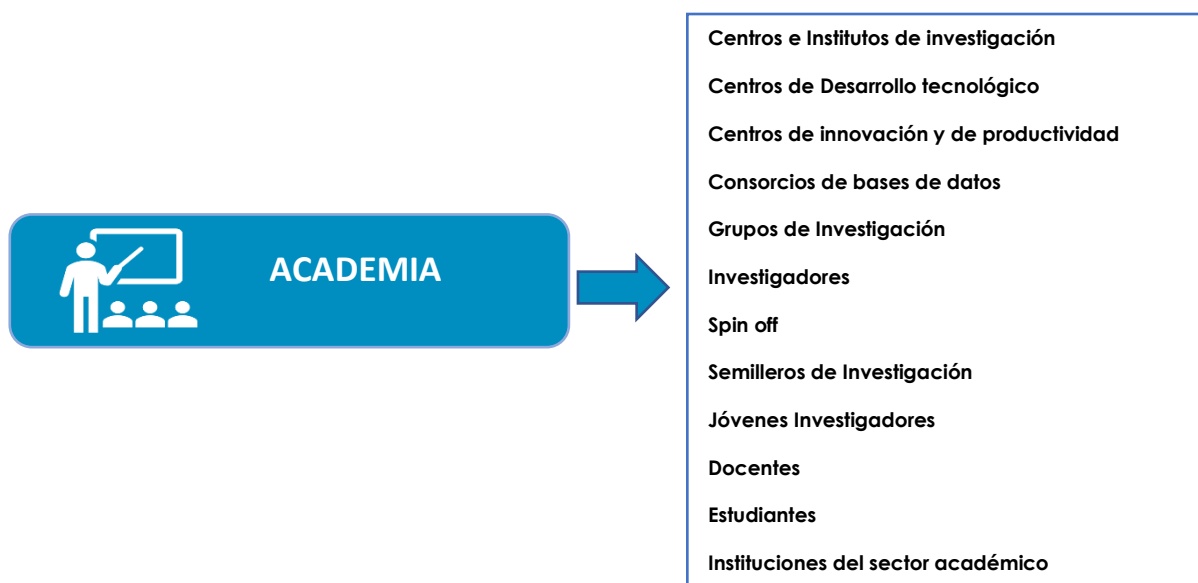 ACADEMIA
Centros e Institutos de investigación
Centros de Desarrollo tecnológico
Centros de innovación y de productividad
Consorcios de bases de datos
Grupos de Investigación
Investigadores
Spin off
Semilleros de Investigación
Jóvenes Investigadores
Docentes
Estudiantes
Instituciones del sector académico